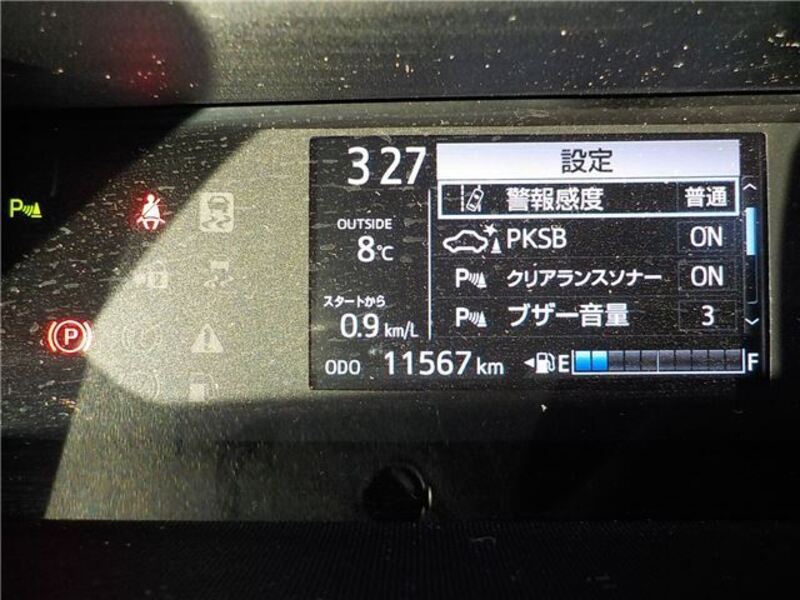 3 27
設定
警報感度 普通
OUTSIDE
8℃
PKSB ON
P クリアランスソナー ON
スタートから
0.9 km/L
P ブザー音量 3
ODO 11567 km
E F
P
P